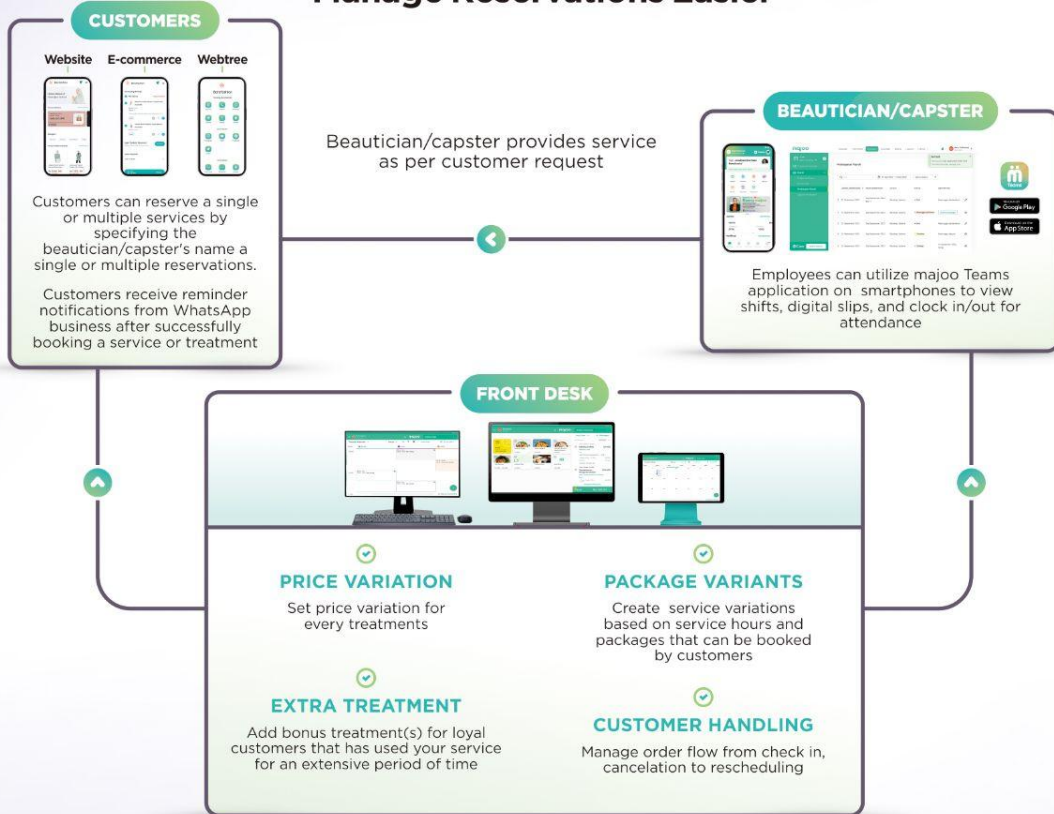 Manage Reservations Easier
CUSTOMERS
Website E-commerce Webtree
Customers can reserve a single
or multiple services by
specifying the
beautician/capster's name a
single or multiple reservations.
Customers receive reminder
notifications from WhatsApp
business after successfully
booking a service or treatment
Beautician/capster provides service
as per customer request
BEAUTICIAN/CAPSTER
majoo
Teams
Google Play
App Store
Employees can utilize majoo Teams
application on smartphones to view
shifts, digital slips, and clock in/out for
attendance
FRONT DESK
PRICE VARIATION
Set price variation for
every treatments
PACKAGE VARIANTS
Create service variations
based on service hours and
packages that can be booked
by customers
EXTRA TREATMENT
Add bonus treatment(s) for loyal
customers that has used your service
for an extensive period of time
CUSTOMER HANDLING
Manage order flow from check in,
cancelation to rescheduling